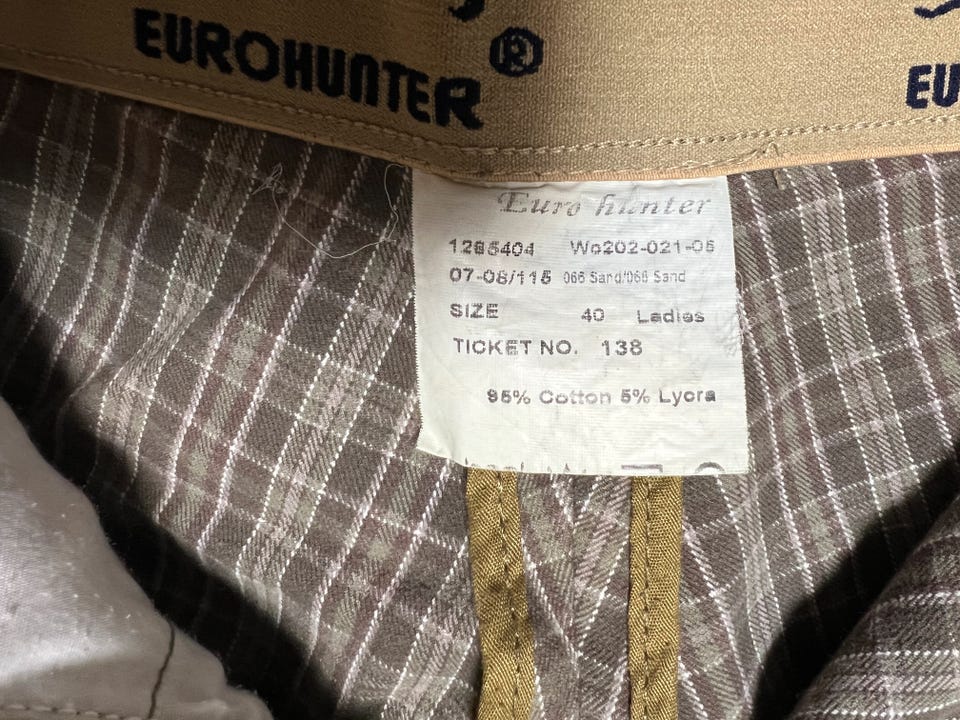 EUROHUNTER®
EU
Euro hunter
1285404 Wo202-021-06
07-08/115 066 Sand/066 Sand
SIZE 40 Ladies
TICKET NO. 138
95% Cotton 5% Lycra